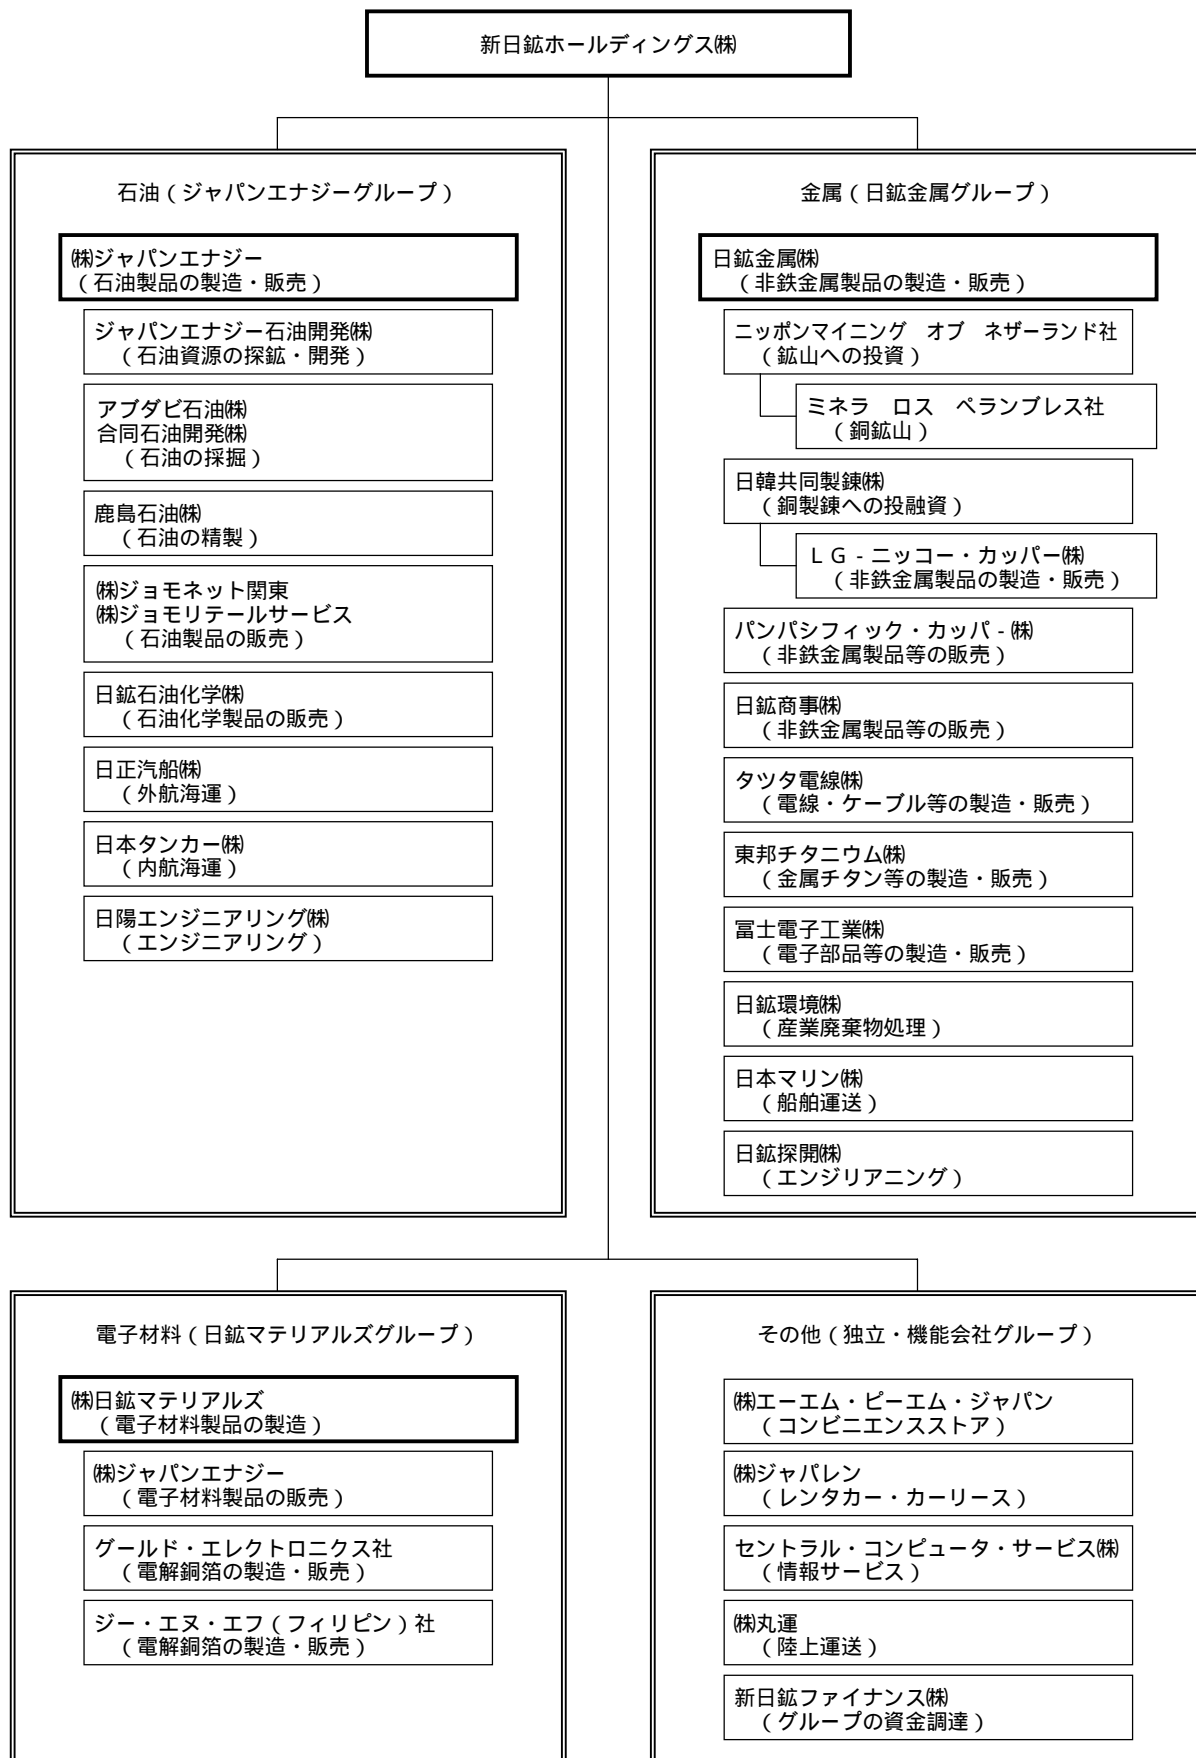 新日鉱ホールディングス㈱
石油（ジャパンエナジーグループ）
㈱ジャパンエナジー
（石油製品の製造・販売）
ジャパンエナジー石油開発㈱
（石油資源の探鉱・開発）
アブダビ石油㈱
合同石油開発㈱
（石油の採掘）
鹿島石油㈱
（石油の精製）
㈱ジョモネット関東
㈱ジョモリテールサービス
（石油製品の販売）
日鉱石油化学㈱
（石油化学製品の販売）
日正汽船㈱
（外航海運）
日本タンカー㈱
（内航海運）
日陽エンジニアリング㈱
（エンジニアリング）
金属（日鉱金属グループ）
日鉱金属㈱
（非鉄金属製品の製造・販売）
ニッポンマイニング　オブ　ネザーランド社
（鉱山への投資）
ミネラ　ロス　ペランブレス社
（銅鉱山）
日韓共同製錬㈱
（銅製錬への投融資）
ＬＧ‐ニッコー・カッパー㈱
（非鉄金属製品の製造・販売）
パンパシフィック・カッパ‐㈱
（非鉄金属製品等の販売）
日鉱商事㈱
（非鉄金属製品等の販売）
タツタ電線㈱
（電線・ケーブル等の製造・販売）
東邦チタニウム㈱
（金属チタン等の製造・販売）
冨士電子工業㈱
（電子部品等の製造・販売）
日鉱環境㈱
（産業廃棄物処理）
日本マリン㈱
（船舶運送）
日鉱探開㈱
（エンジリアニング）
電子材料（日鉱マテリアルズグループ）
㈱日鉱マテリアルズ
（電子材料製品の製造）
㈱ジャパンエナジー
（電子材料製品の販売）
グールド・エレクトロニクス社
（電解銅箔の製造・販売）
ジー・エヌ・エフ（フィリピン）社
（電解銅箔の製造・販売）
その他（独立・機能会社グループ）
㈱エーエム・ピーエム・ジャパン
（コンビニエンスストア）
㈱ジャパレン
（レンタカー・カーリース）
セントラル・コンピュータ・サービス㈱
（情報サービス）
㈱丸運
（陸上運送）
新日鉱ファイナンス㈱
（グループの資金調達）